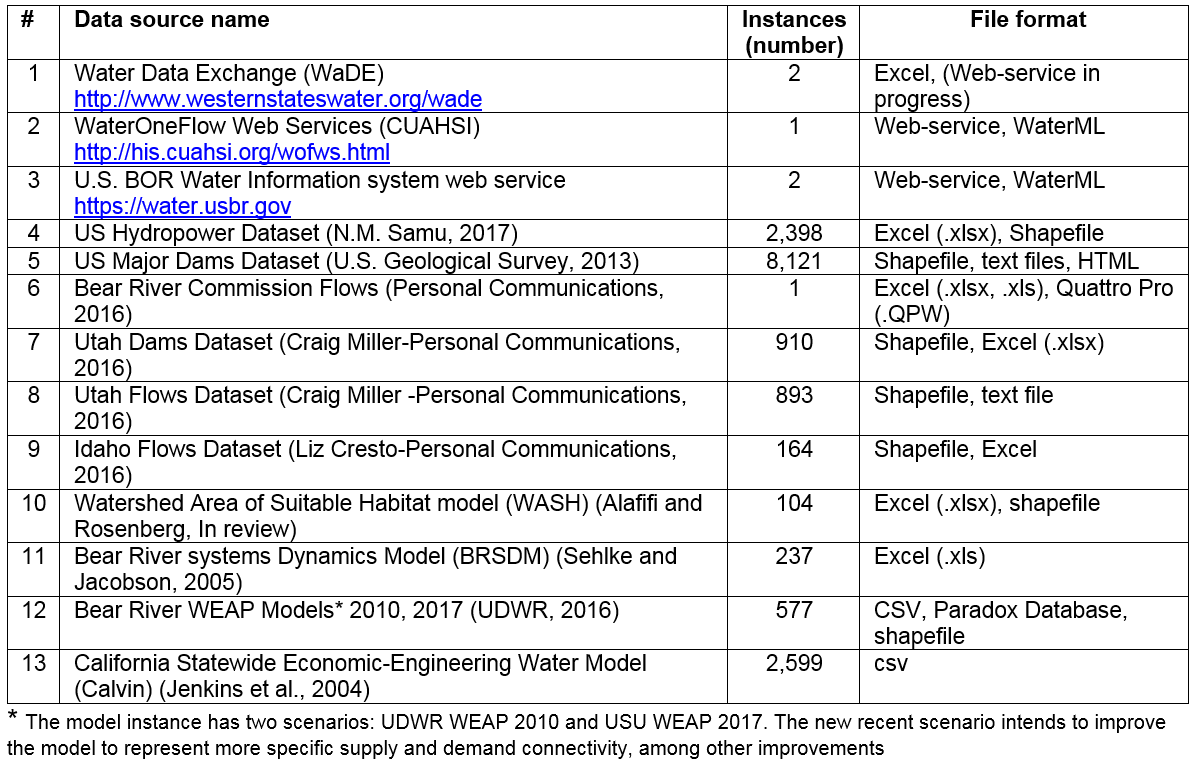 # Data source name Instances (number) File format
1 Water Data Exchange (WaDE) 2 Excel, (Web-service in
http://www.westernstateswater.org/wade progress)
2 WaterOneFlow Web Services (CUAHSI) 1 Web-service, WaterML
http://his.cuahsi.org/wofws.html
3 U.S. BOR Water Information system web service 2 Web-service, WaterML
https://water.usbr.gov
4 US Hydropower Dataset (N.M. Samu, 2017) 2,398 Excel (.xlsx), Shapefile
5 US Major Dams Dataset (U.S. Geological Survey, 2013) 8,121 Shapefile, text files, HTML
6 Bear River Commission Flows (Personal Communications, 1 Excel (.xlsx, .xls), Quattro Pro
2016) (.QPW)
7 Utah Dams Dataset (Craig Miller-Personal Communications, 910 Shapefile, Excel (.xlsx)
2016)
8 Utah Flows Dataset (Craig Miller -Personal Communications, 893 Shapefile, text file
2016)
9 Idaho Flows Dataset (Liz Cresto-Personal Communications, 164 Shapefile, Excel
2016)
10 Watershed Area of Suitable Habitat model (WASH) (Alafifi and 104 Excel (.xlsx), shapefile
Rosenberg, In review)
11 Bear River systems Dynamics Model (BRSDM) (Sehlke and 237 Excel (.xls)
Jacobson, 2005)
12 Bear River WEAP Models* 2010, 2017 (UDWR, 2016) 577 CSV, Paradox Database,
shapefile
13 California Statewide Economic-Engineering Water Model 2,599 csv
(Calvin) (Jenkins et al., 2004)
* The model instance has two scenarios: UDWR WEAP 2010 and USU WEAP 2017. The new recent scenario intends to improve
the model to represent more specific supply and demand connectivity, among other improvements